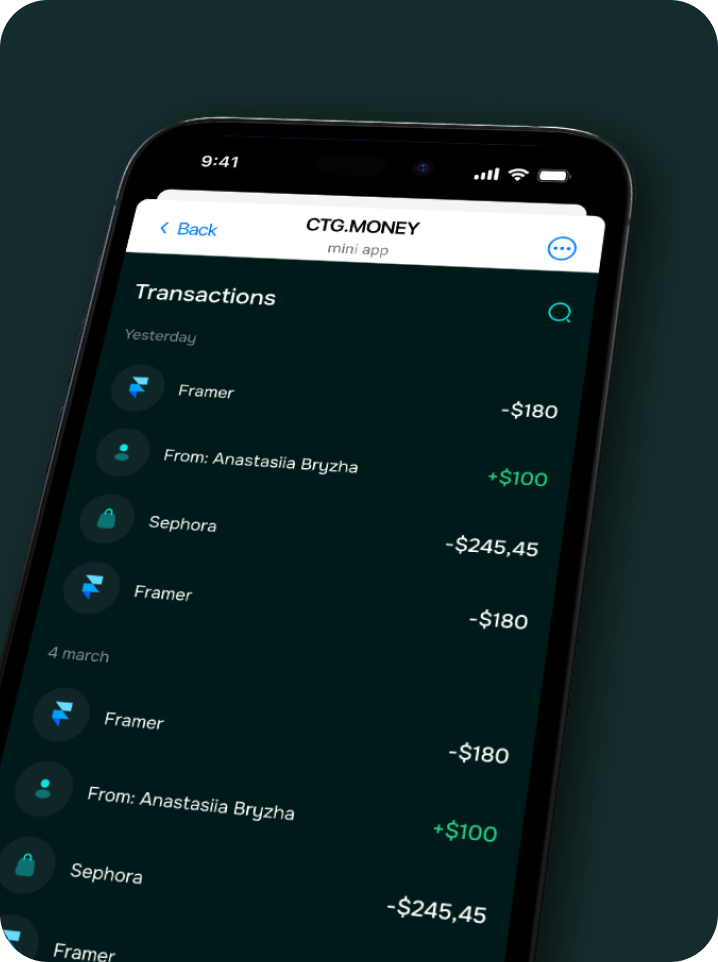 9:41
Back
CTG.MONEY
mini app
Transactions
Yesterday
Framer -$180
From: Anastasiia Bryzha +$100
Sephora -$245,45
Framer -$180
4 march
Framer -$180
From: Anastasiia Bryzha +$100
Sephora -$245,45
Framer